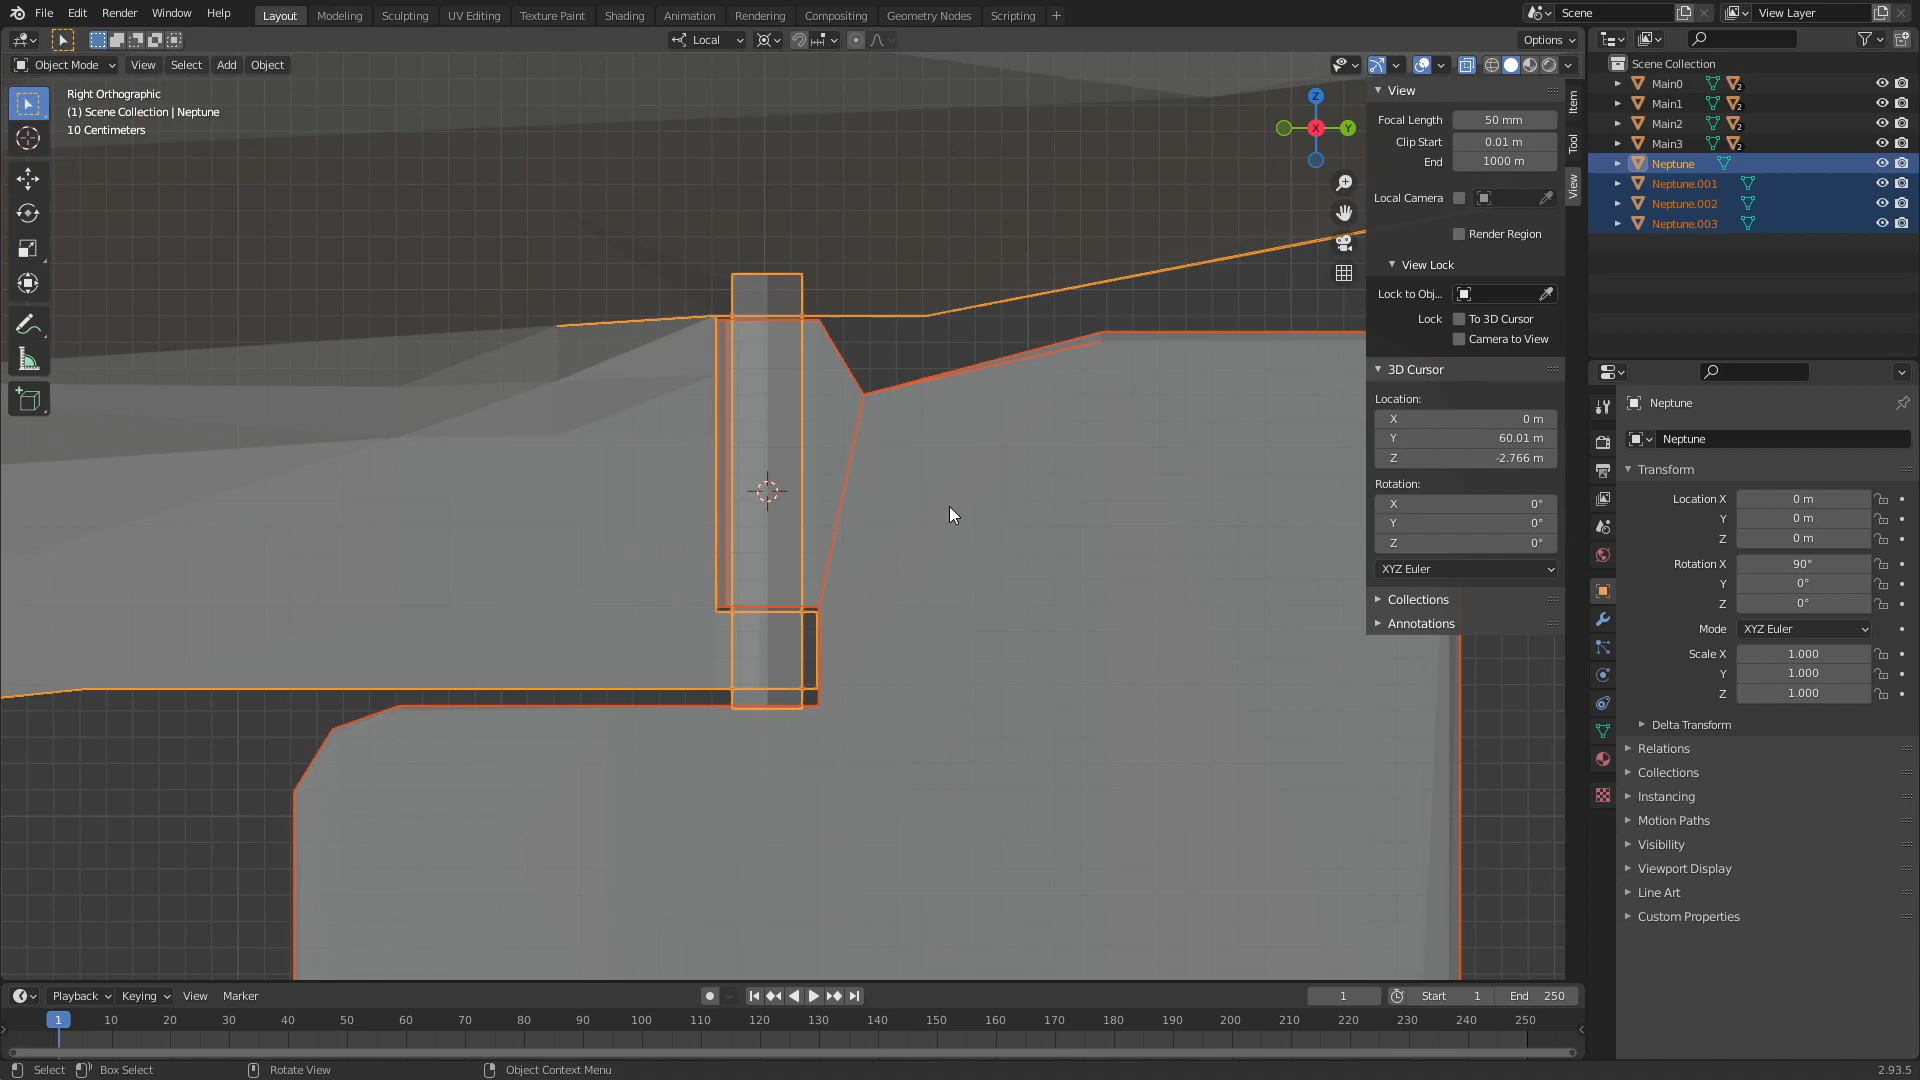 File Edit Render Window Help Layout Modeling Sculpting UV Editing Texture Paint Shading Animation Rendering Compositing Geometry Nodes Scripting + Scene View Layer
Local Options
Object Mode View Select Add Object
Right Orthographic
(1) Scene Collection | Neptune
10 Centimeters
Z
X
Y
View
Focal Length 50 mm
Clip Start 0.01 m
End 1000 m
Local Camera
Render Region
View Lock
Lock to Obj...
Lock To 3D Cursor
Camera to View
3D Cursor
Location:
X 0 m
Y 60.01 m
Z -2.766 m
Rotation:
X 0°
Y 0°
Z 0°
XYZ Euler
Collections
Annotations
Item
Tool
View
Scene Collection
Main0 2
Main1 2
Main2 2
Main3 2
Neptune
Neptune.001
Neptune.002
Neptune.003
Neptune
Neptune
Transform
Location X 0 m
Y 0 m
Z 0 m
Rotation X 90°
Y 0°
Z 0°
Mode XYZ Euler
Scale X 1.000
Y 1.000
Z 1.000
Delta Transform
Relations
Collections
Instancing
Motion Paths
Visibility
Viewport Display
Line Art
Custom Properties
Playback Keying View Marker 1 Start 1 End 250
1 10 20 30 40 50 60 70 80 90 100 110 120 130 140 150 160 170 180 190 200 210 220 230 240 250
Select Box Select Rotate View Object Context Menu 2.93.5